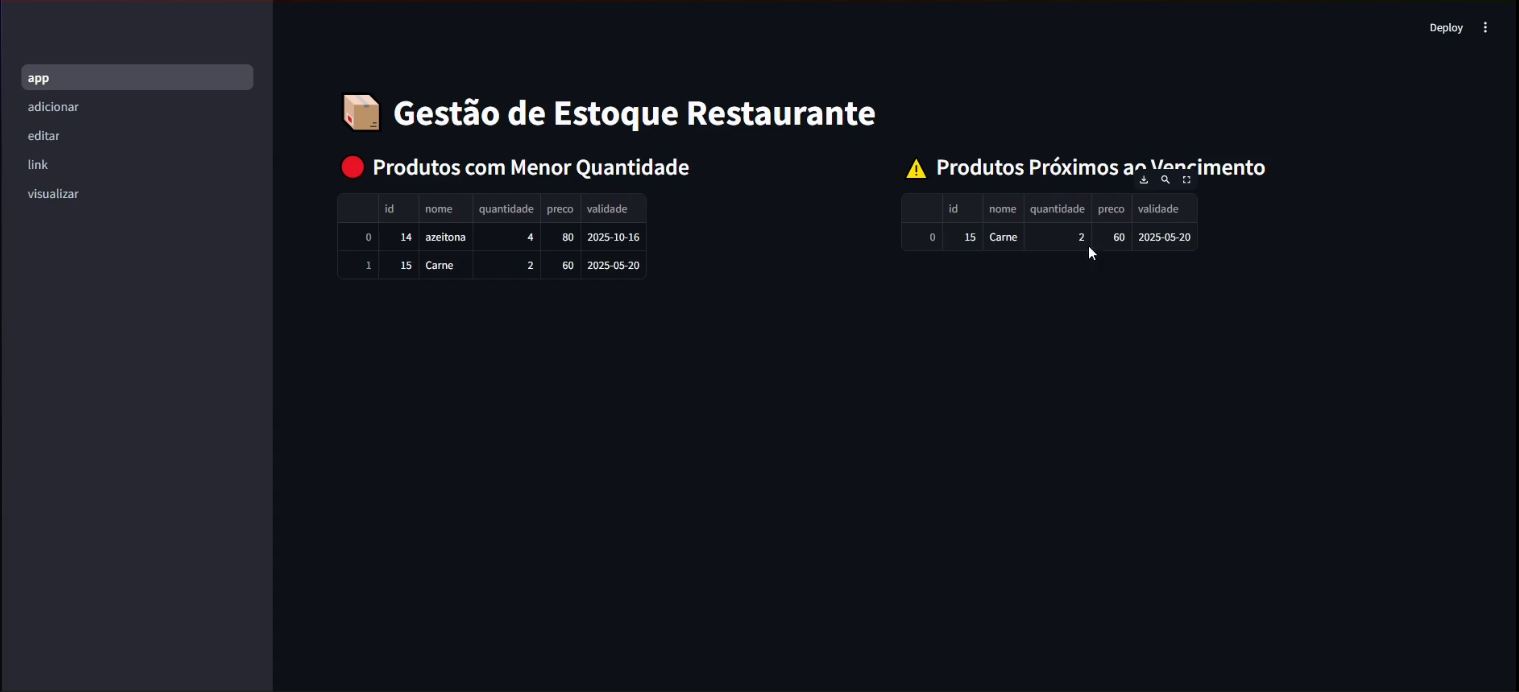 Deploy
app
adicionar
editar
link
visualizar
Gestão de Estoque Restaurante
Produtos com Menor Quantidade
id nome quantidade preco validade
0 14 azeitona 4 80 2025-10-16
1 15 Carne 2 60 2025-05-20
Produtos Próximos ao Vencimento
id nome quantidade preco validade
0 15 Carne 2 60 2025-05-20